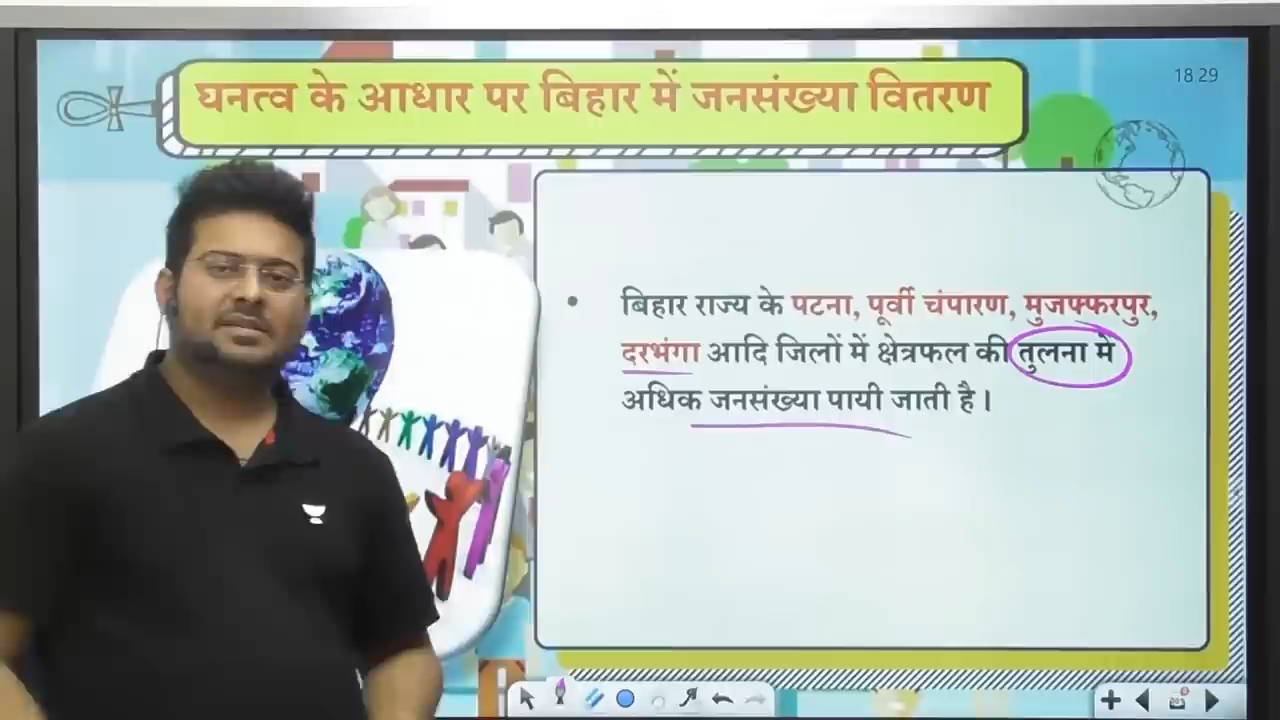 घनत्व के आधार पर बिहार में जनसंख्या वितरण
18 29
• बिहार राज्य के पटना, पूर्वी चंपारण, मुजफ्फरपुर,
दरभंगा आदि जिलों में क्षेत्रफल की तुलना में
अधिक जनसंख्या पायी जाती है।